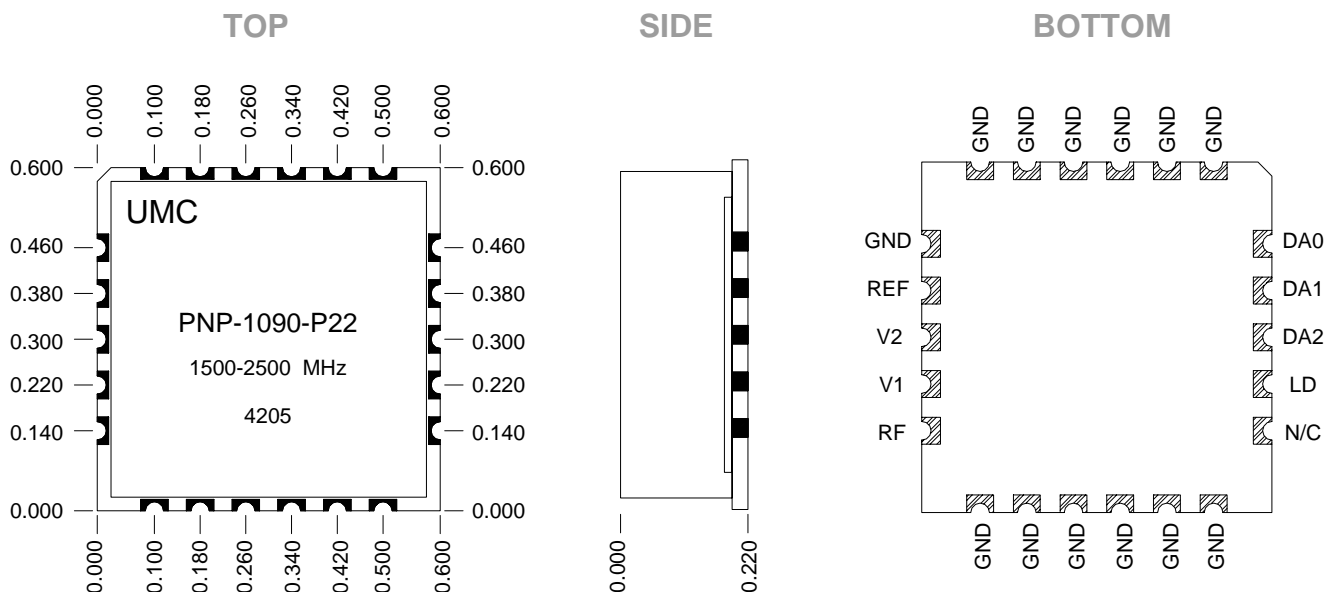 TOP
SIDE
BOTTOM
0.000
0.100
0.180
0.260
0.340
0.420
0.500
0.600
0.600
0.460
0.380
0.300
0.220
0.140
0.000
UMC
PNP-1090-P22
1500-2500 MHz
4205
0.600
0.460
0.380
0.300
0.220
0.140
0.000
0.000
0.100
0.180
0.260
0.340
0.420
0.500
0.600
0.000
0.220
GND
GND
GND
GND
GND
GND
GND
REF
V2
V1
RF
DA0
DA1
DA2
LD
N/C
GND
GND
GND
GND
GND
GND